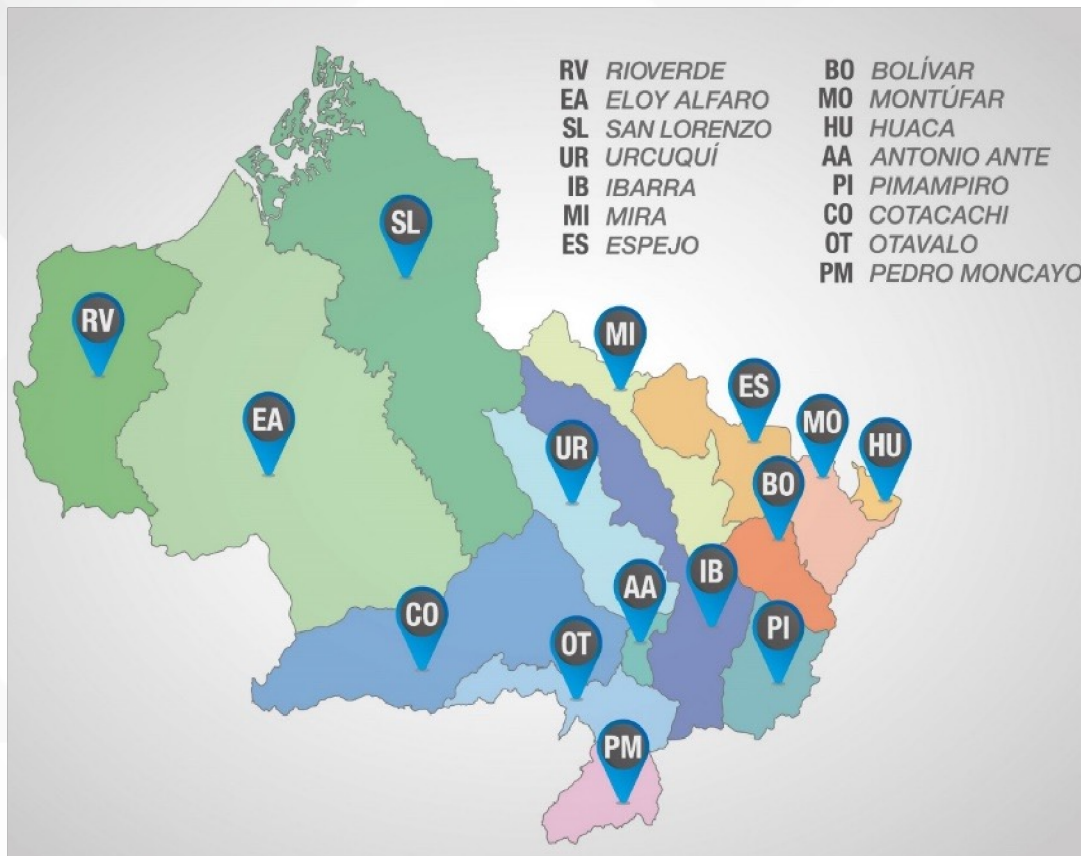 RV RIOVERDE
EA ELOY ALFARO
SL SAN LORENZO
UR URCUQUÍ
IB IBARRA
MI MIRA
ES ESPEJO
BO BOLÍVAR
MO MONTÚFAR
HU HUACA
AA ANTONIO ANTE
PI PIMAMPIRO
CO COTACACHI
OT OTAVALO
PM PEDRO MONCAYO
SL
RV
MI
ES
EA
MO
UR
HU
BO
IB
AA
CO
PI
OT
PM